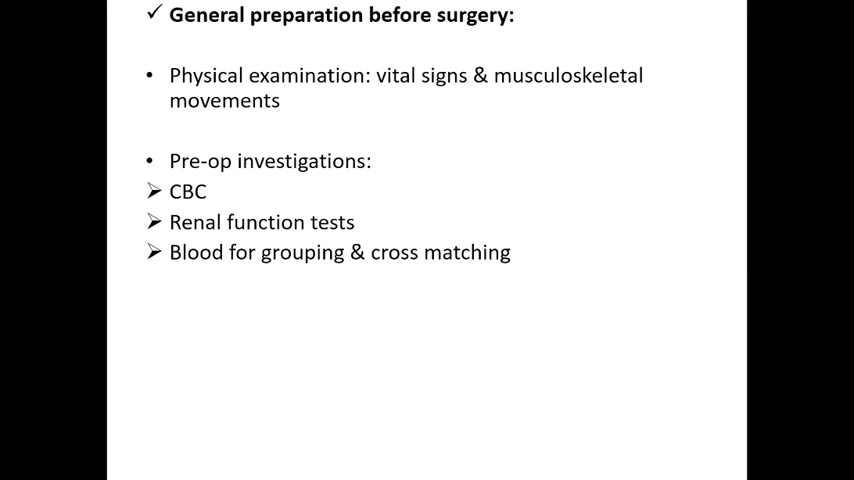 ✓ General preparation before surgery:
• Physical examination: vital signs & musculoskeletal
movements
• Pre-op investigations:
➢ CBC
➢ Renal function tests
➢ Blood for grouping & cross matching